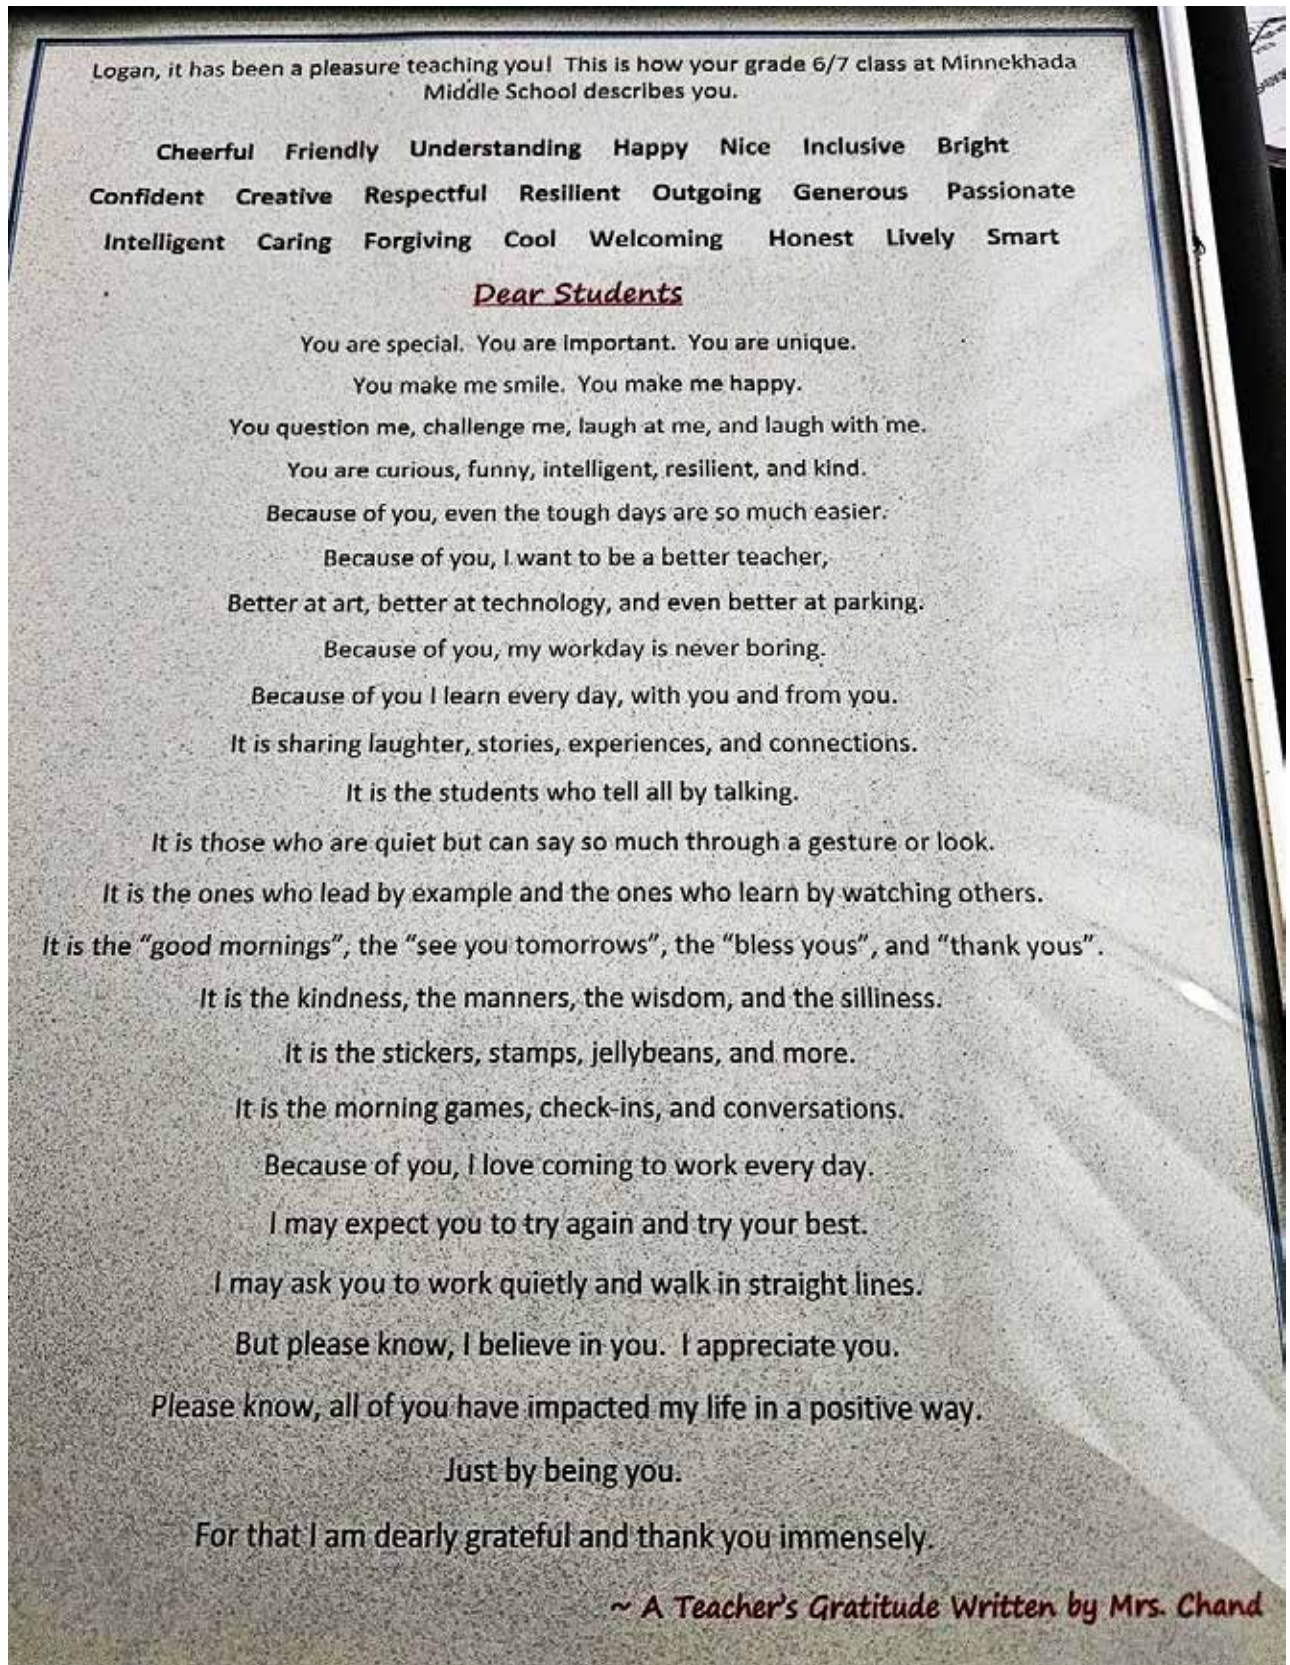 Logan, it has been a pleasure teaching you! This is how your grade 6/7 class at Minnekhada
Middle School describes you.
Cheerful Friendly Understanding Happy Nice Inclusive Bright
Confident Creative Respectful Resilient Outgoing Generous Passionate
Intelligent Caring Forgiving Cool Welcoming Honest Lively Smart
Dear Students
You are special. You are important. You are unique.
You make me smile. You make me happy.
You question me, challenge me, laugh at me, and laugh with me.
You are curious, funny, intelligent, resilient, and kind.
Because of you, even the tough days are so much easier.
Because of you, I want to be a better teacher,
Better at art, better at technology, and even better at parking.
Because of you, my workday is never boring.
Because of you I learn every day, with you and from you.
It is sharing laughter, stories, experiences, and connections.
It is the students who tell all by talking.
It is those who are quiet but can say so much through a gesture or look.
It is the ones who lead by example and the ones who learn by watching others.
It is the “good mornings”, the “see you tomorrows”, the “bless yous”, and “thank yous”.
It is the kindness, the manners, the wisdom, and the silliness.
It is the stickers, stamps, jellybeans, and more.
It is the morning games, check-ins, and conversations.
Because of you, I love coming to work every day.
I may expect you to try again and try your best.
I may ask you to work quietly and walk in straight lines.
But please know, I believe in you. I appreciate you.
Please know, all of you have impacted my life in a positive way.
Just by being you.
For that I am dearly grateful and thank you immensely.
~ A Teacher's Gratitude Written by Mrs. Chand